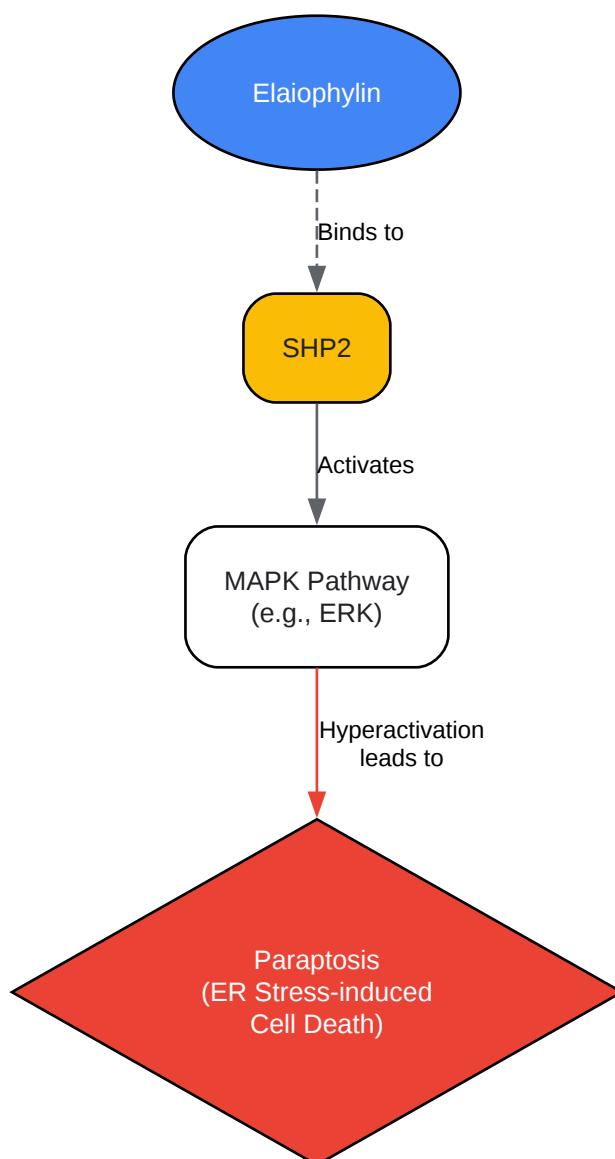 Elaiophylin
Binds to
SHP2
Activates
MAPK Pathway
(e.g., ERK)
Hyperactivation
leads to
Paraptosis
(ER Stress-induced
Cell Death)